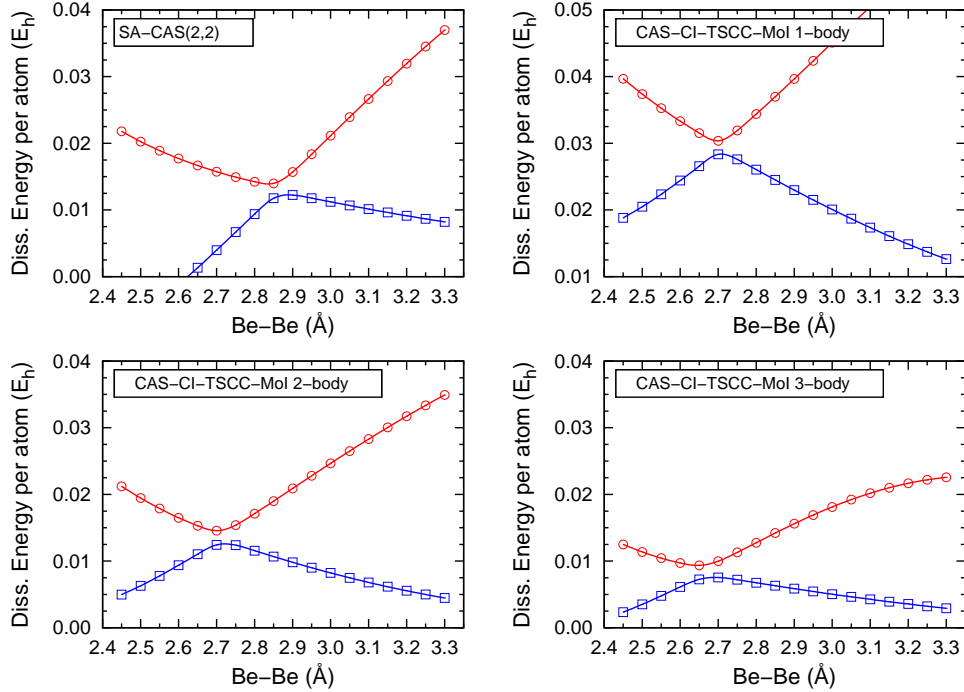 Diss. Energy per atom (E_h)
0.04
0.03
0.02
0.01
0.00
SA−CAS(2,2)
2.4 2.5 2.6 2.7 2.8 2.9 3.0 3.1 3.2 3.3
Be−Be (Å)
Diss. Energy per atom (E_h)
0.05
0.04
0.03
0.02
0.01
CAS−CI−TSCC−MoI 1−body
2.4 2.5 2.6 2.7 2.8 2.9 3.0 3.1 3.2 3.3
Be−Be (Å)
Diss. Energy per atom (E_h)
0.04
0.03
0.02
0.01
0.00
CAS−CI−TSCC−MoI 2−body
2.4 2.5 2.6 2.7 2.8 2.9 3.0 3.1 3.2 3.3
Be−Be (Å)
Diss. Energy per atom (E_h)
0.04
0.03
0.02
0.01
0.00
CAS−CI−TSCC−MoI 3−body
2.4 2.5 2.6 2.7 2.8 2.9 3.0 3.1 3.2 3.3
Be−Be (Å)